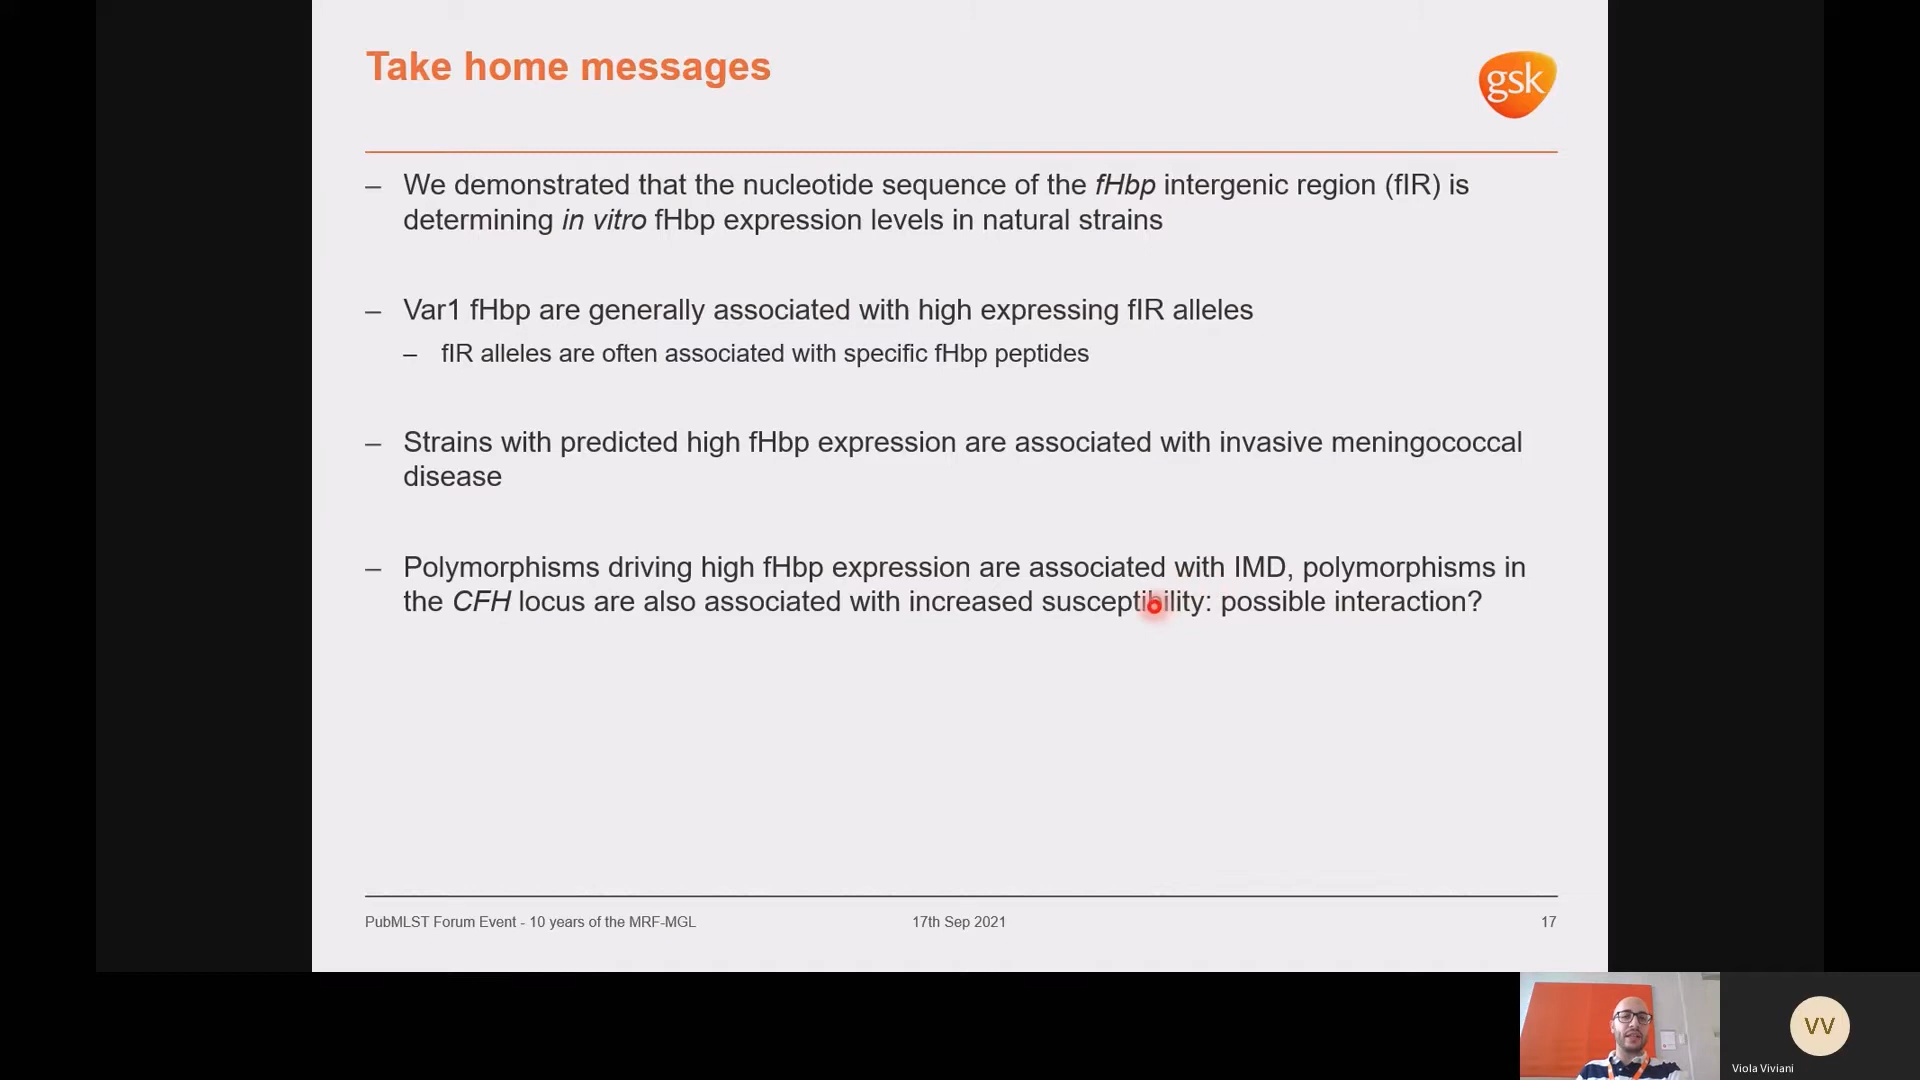 Take home messages
gsk
– We demonstrated that the nucleotide sequence of the fHbp intergenic region (fIR) is
determining in vitro fHbp expression levels in natural strains
– Var1 fHbp are generally associated with high expressing fIR alleles
– fIR alleles are often associated with specific fHbp peptides
– Strains with predicted high fHbp expression are associated with invasive meningococcal
disease
– Polymorphisms driving high fHbp expression are associated with IMD, polymorphisms in
the CFH locus are also associated with increased susceptibility: possible interaction?
PubMLST Forum Event - 10 years of the MRF-MGL
17th Sep 2021
17
VV
Viola Viviani